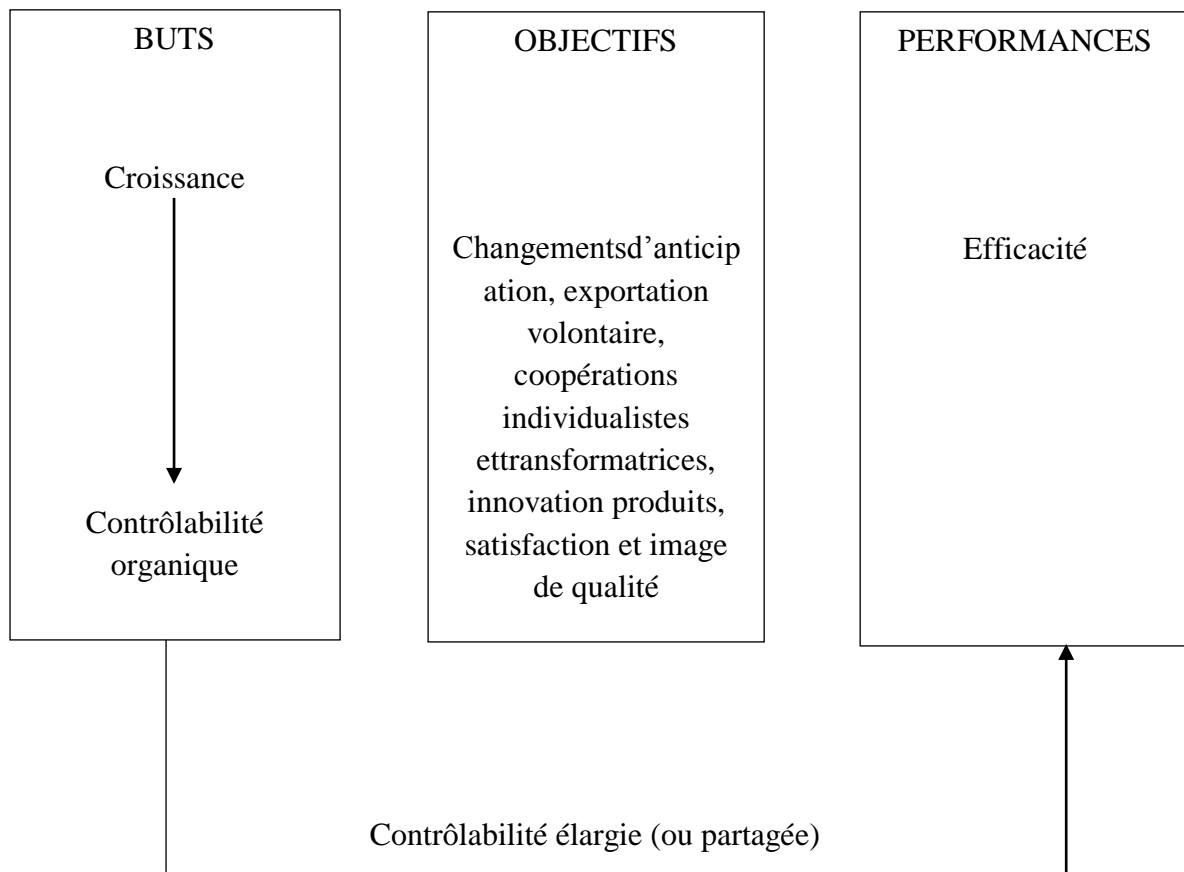 BUTS
Croissance
Contrôlabilité
organique
OBJECTIFS
Changementsd’anticip
ation, exportation
volontaire,
coopérations
individualistes
ettransformatrices,
innovation produits,
satisfaction et image
de qualité
PERFORMANCES
Efficacité
Contrôlabilité élargie (ou partagée)